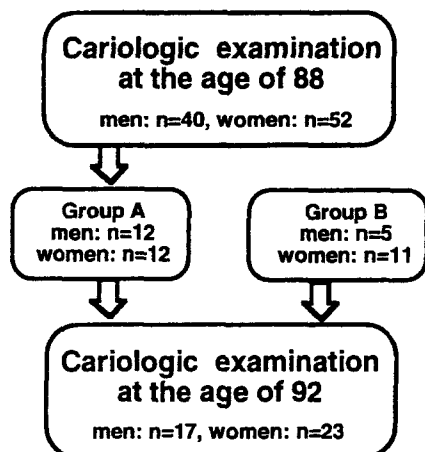 Cariologic examination
at the age of 88
men: n=40, women: n=52
Group A
men: n=12
women: n=12
Group B
men: n=5
women: n=11
Cariologic examination
at the age of 92
men: n=17, women: n=23